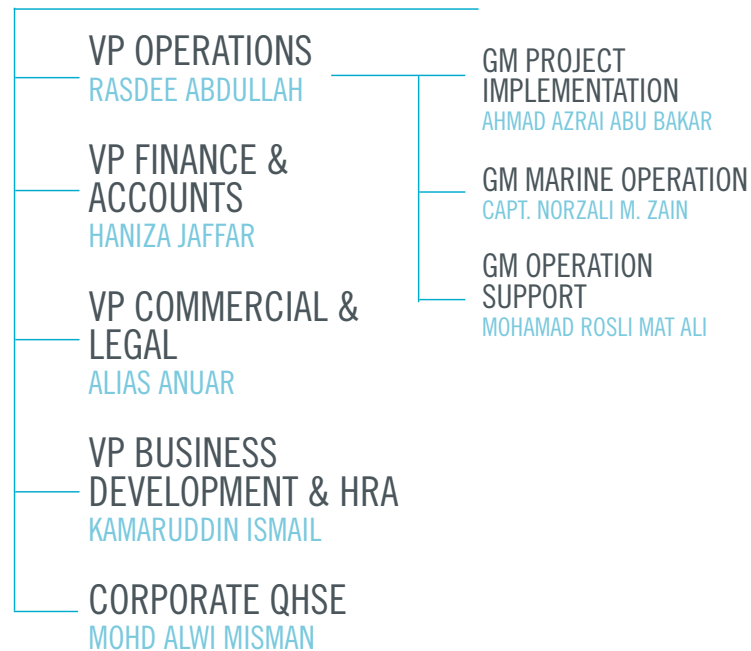 VP OPERATIONS
RASDEE ABDULLAH
VP FINANCE &
ACCOUNTS
HANIZA JAFFAR
VP COMMERCIAL &
LEGAL
ALIAS ANUAR
VP BUSINESS
DEVELOPMENT & HRA
KAMARUDDIN ISMAIL
CORPORATE QHSE
MOHD ALWI MISMAN
GM PROJECT
IMPLEMENTATION
AHMAD AZRAI ABU BAKAR
GM MARINE OPERATION
CAPT. NORZALI M. ZAIN
GM OPERATION
SUPPORT
MOHAMAD ROSLI MAT ALI